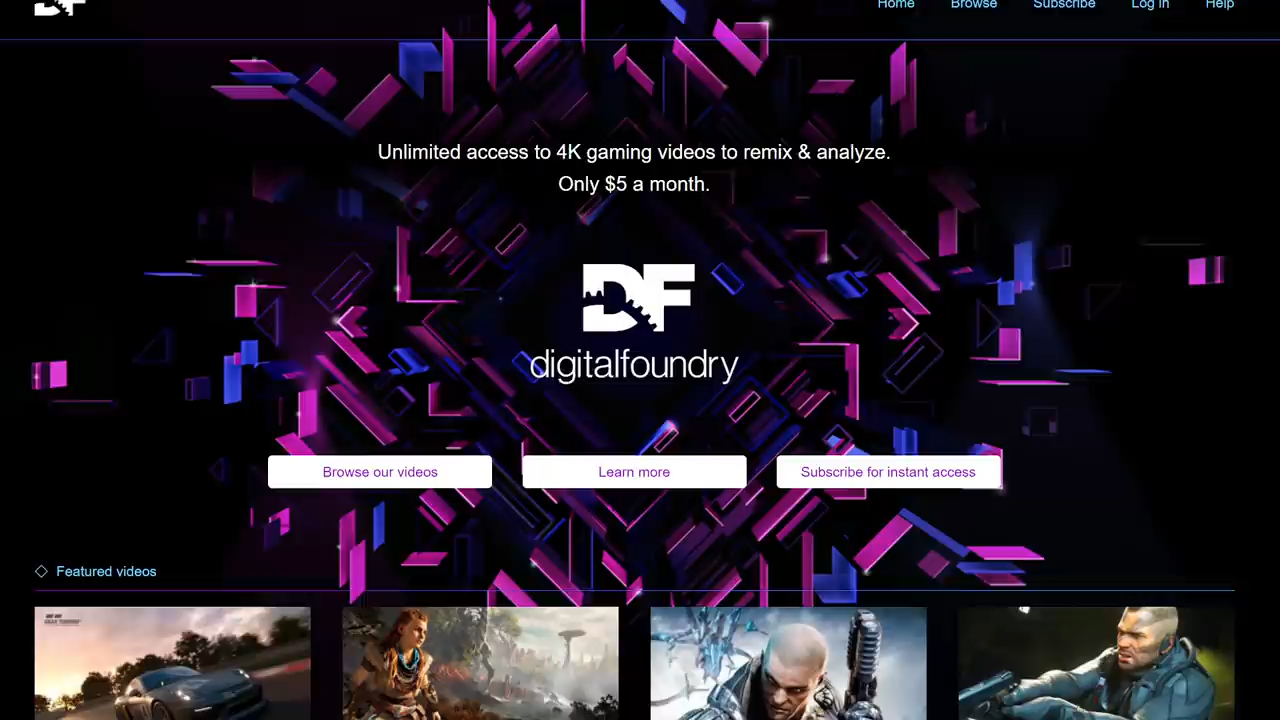 DF
Home Browse Subscribe Log in Help
Unlimited access to 4K gaming videos to remix & analyze.
Only $5 a month.
DF
digitalfoundry
Browse our videos Learn more Subscribe for instant access
Featured videos